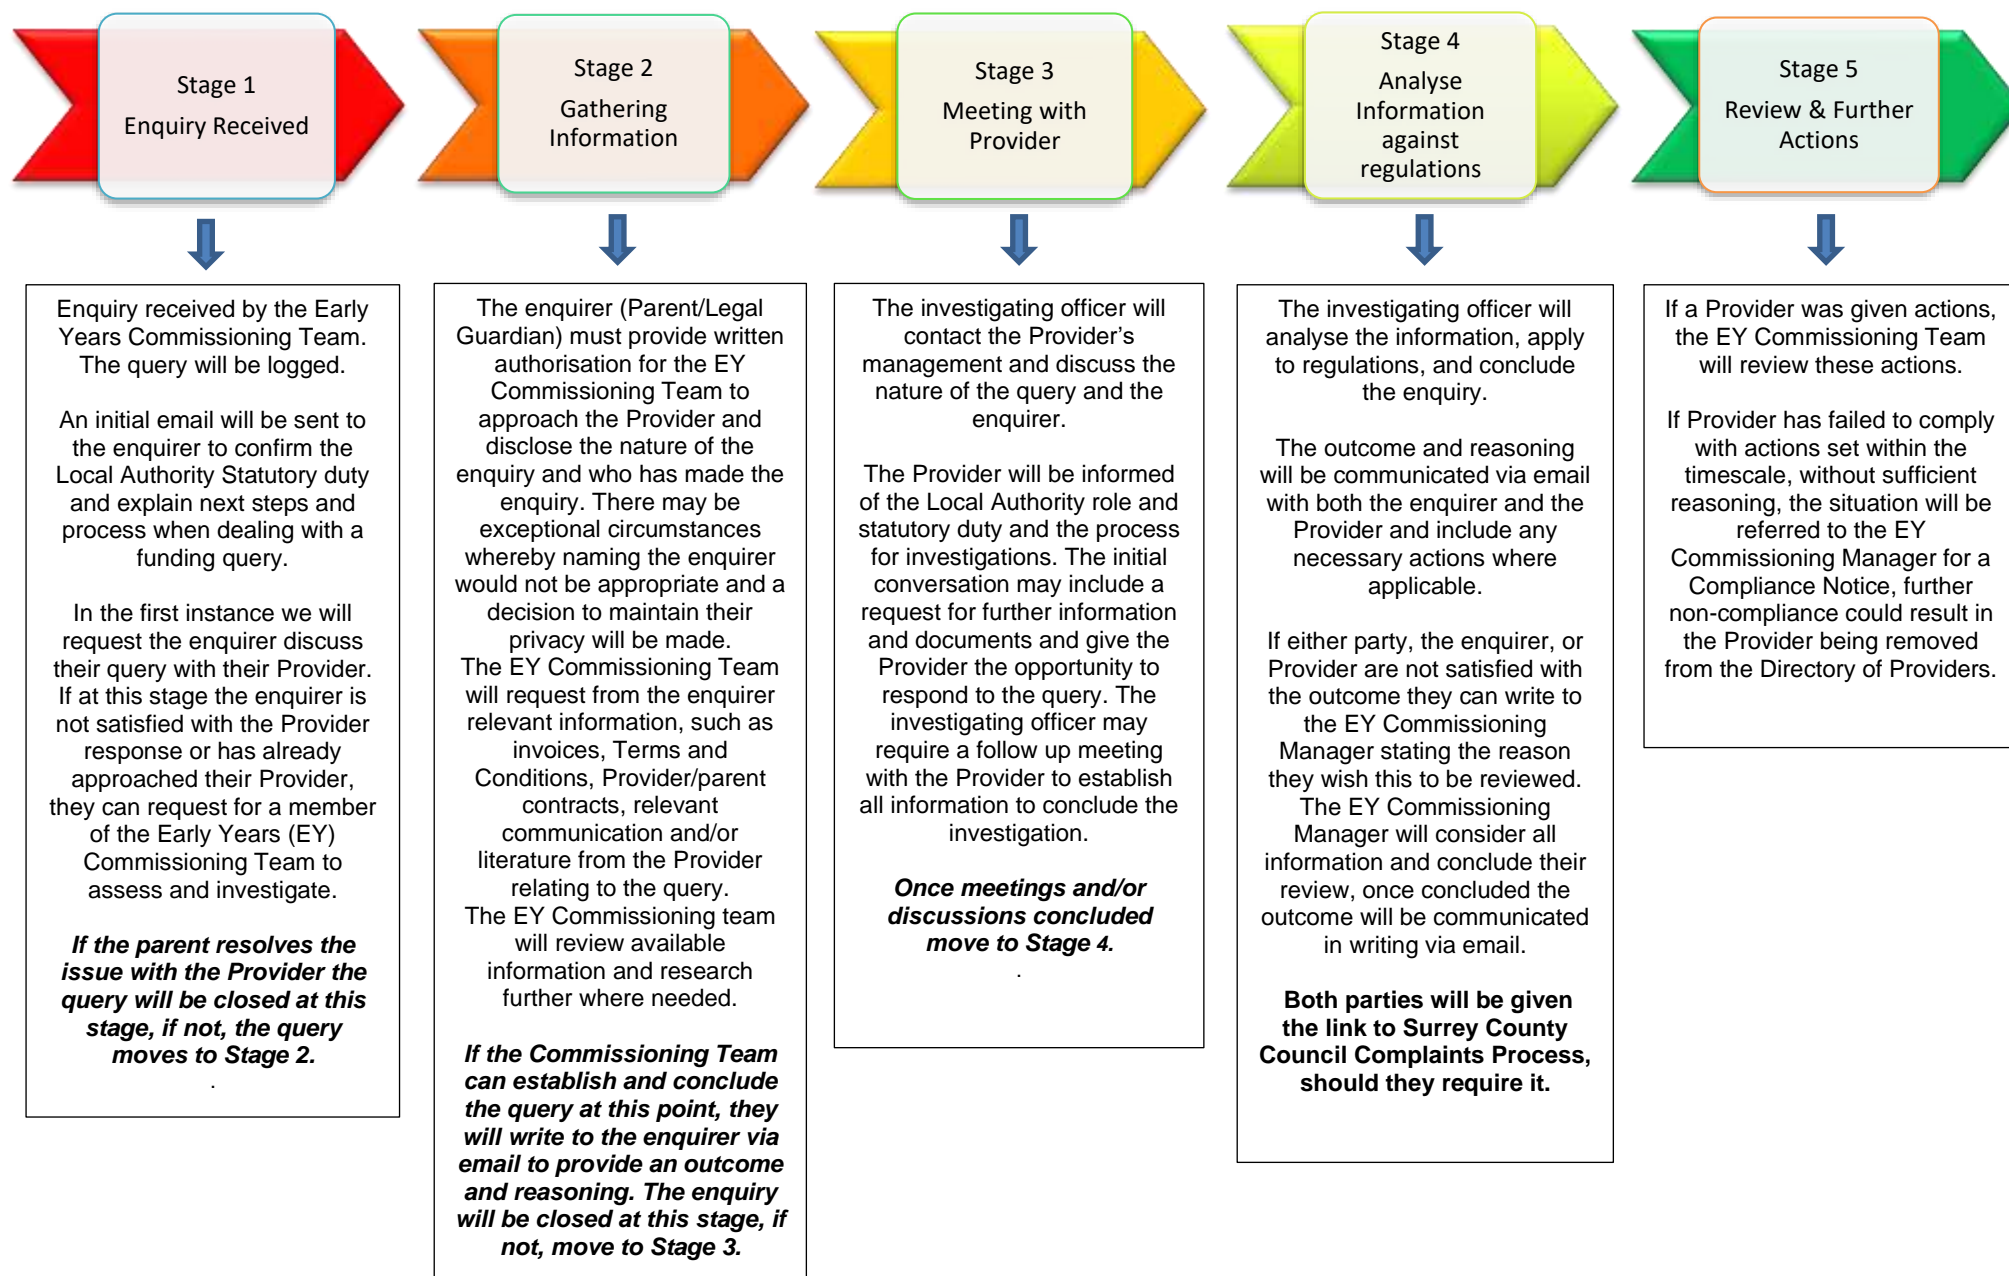 Stage 1
Enquiry Received
Stage 2
Gathering
Information
Stage 3
Meeting with
Provider
Stage 4
Analyse
Information
against
regulations
Stage 5
Review & Further
Actions
Enquiry received by the Early
Years Commissioning Team.
The query will be logged.
An initial email will be sent to
the enquirer to confirm the
Local Authority Statutory duty
and explain next steps and
process when dealing with a
funding query.
In the first instance we will
request the enquirer discuss
their query with their Provider.
If at this stage the enquirer is
not satisfied with the Provider
response or has already
approached their Provider,
they can request for a member
of the Early Years (EY)
Commissioning Team to
assess and investigate.
If the parent resolves the
issue with the Provider the
query will be closed at this
stage, if not, the query
moves to Stage 2.
.
The enquirer (Parent/Legal
Guardian) must provide written
authorisation for the EY
Commissioning Team to
approach the Provider and
disclose the nature of the
enquiry and who has made the
enquiry. There may be
exceptional circumstances
whereby naming the enquirer
would not be appropriate and a
decision to maintain their
privacy will be made.
The EY Commissioning Team
will request from the enquirer
relevant information, such as
invoices, Terms and
Conditions, Provider/parent
contracts, relevant
communication and/or
literature from the Provider
relating to the query.
The EY Commissioning team
will review available
information and research
further where needed.
If the Commissioning Team
can establish and conclude
the query at this point, they
will write to the enquirer via
email to provide an outcome
and reasoning. The enquiry
will be closed at this stage, if
not, move to Stage 3.
The investigating officer will
contact the Provider's
management and discuss the
nature of the query and the
enquirer.
The Provider will be informed
of the Local Authority role and
statutory duty and the process
for investigations. The initial
conversation may include a
request for further information
and documents and give the
Provider the opportunity to
respond to the query. The
investigating officer may
require a follow up meeting
with the Provider to establish
all information to conclude the
investigation.
Once meetings and/or
discussions concluded
move to Stage 4.
.
The investigating officer will
analyse the information, apply
to regulations, and conclude
the enquiry.
The outcome and reasoning
will be communicated via email
with both the enquirer and the
Provider and include any
necessary actions where
applicable.
If either party, the enquirer, or
Provider are not satisfied with
the outcome they can write to
the EY Commissioning
Manager stating the reason
they wish this to be reviewed.
The EY Commissioning
Manager will consider all
information and conclude their
review, once concluded the
outcome will be communicated
in writing via email.
Both parties will be given
the link to Surrey County
Council Complaints Process,
should they require it.
If a Provider was given actions,
the EY Commissioning Team
will review these actions.
If Provider has failed to comply
with actions set within the
timescale, without sufficient
reasoning, the situation will be
referred to the EY
Commissioning Manager for a
Compliance Notice, further
non-compliance could result in
the Provider being removed
from the Directory of Providers.